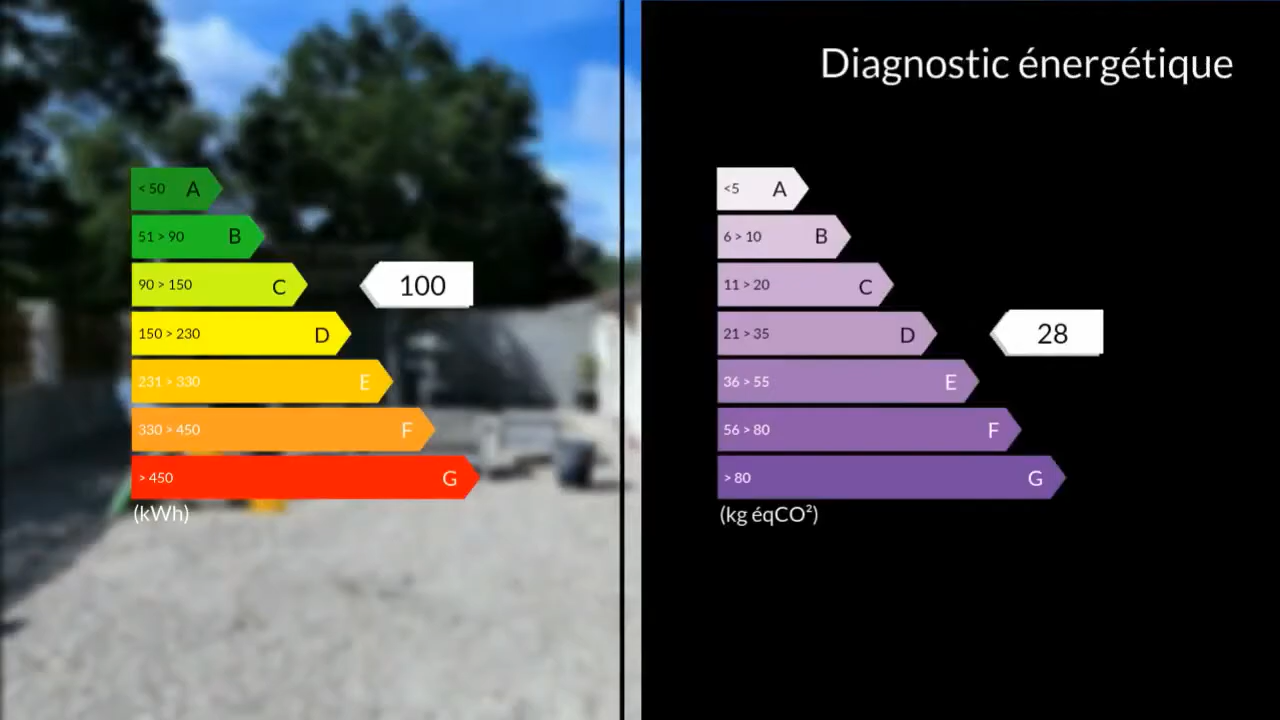 Diagnostic énergétique
< 50 A
51 > 90 B
90 > 150 C
100
150 > 230 D
231 > 330 E
330 > 450 F
> 450 G
(kWh)
<5 A
6 > 10 B
11 > 20 C
21 > 35 D
28
36 > 55 E
56 > 80 F
> 80 G
(kg éqCO²)